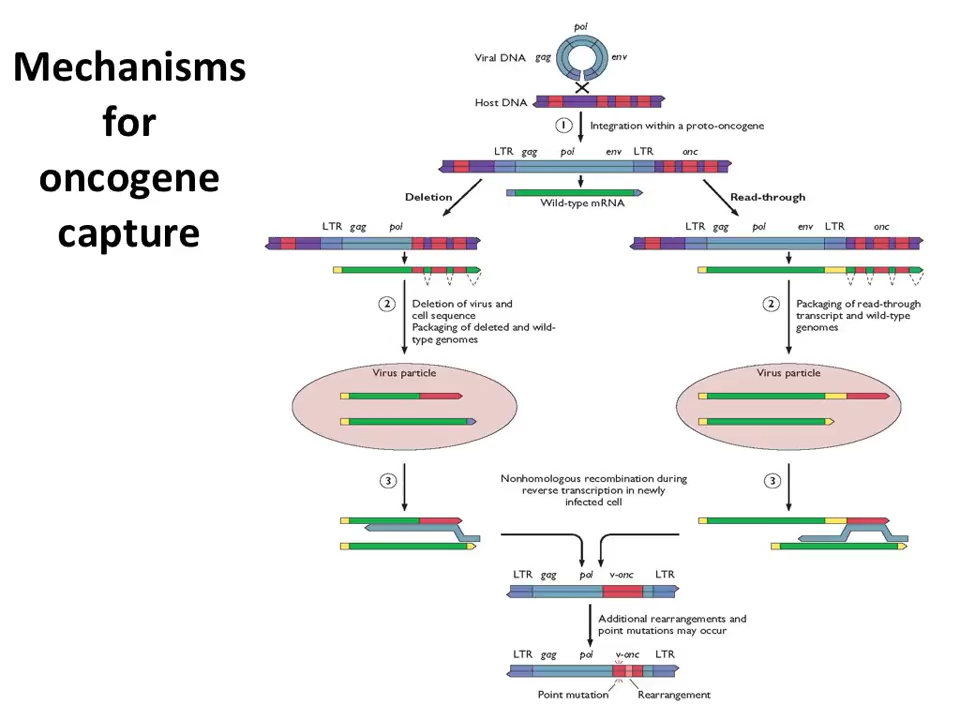 Mechanisms
for
oncogene
capture
pol
Viral DNA gag env
Host DNA
1 Integration within a proto-oncogene
LTR gag pol env LTR onc
Deletion
Wild-type mRNA
Read-through
LTR gag pol
LTR gag pol env LTR onc
2 Deletion of virus and
cell sequence
Packaging of deleted and wild-
type genomes
2 Packaging of read-through
transcript and wild-type
genomes
Virus particle
Virus particle
3
Nonhomologous recombination during
reverse transcription in newly
infected cell
3
LTR gag pol v-onc LTR
Additional rearrangements and
point mutations may occur
LTR gag pol v-onc LTR
Point mutation Rearrangement